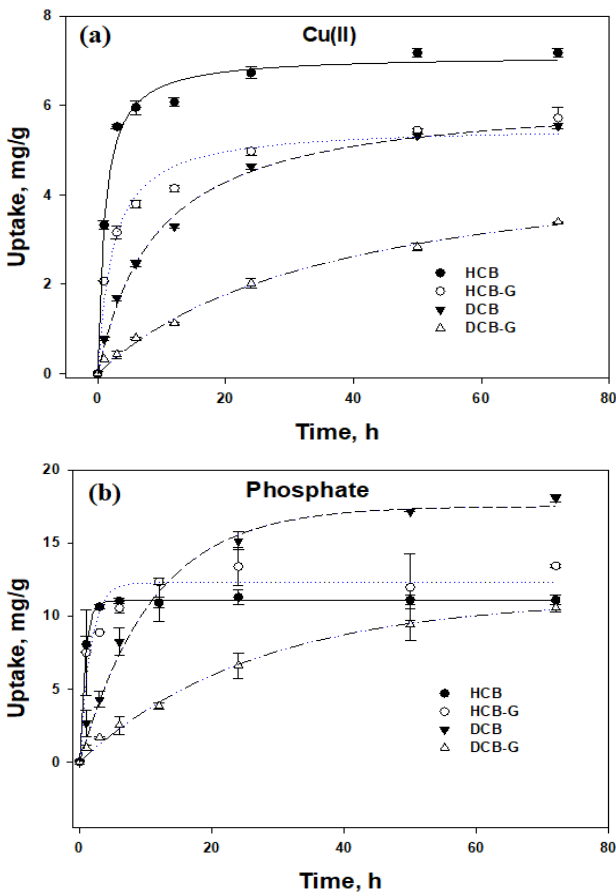 (a) Cu(II)
8
6
4
2
0
Uptake, mg/g
HCB
HCB-G
DCB
DCB-G
0 20 40 60 80
Time, h
(b) Phosphate
20
15
10
5
0
Uptake, mg/g
HCB
HCB-G
DCB
DCB-G
0 20 40 60 80
Time, h